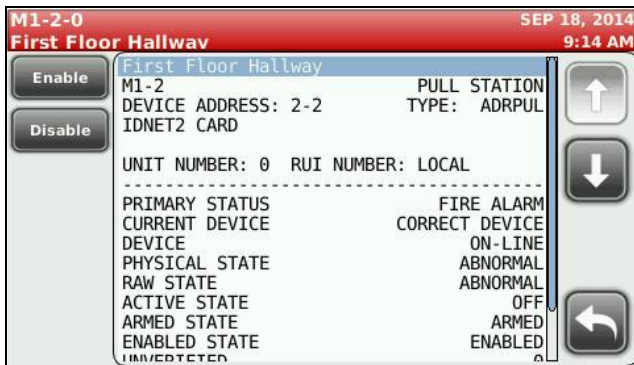 M1-2-0 SEP 18, 2014
First Floor Hallway 9:14 AM
Enable
Disable
First Floor Hallway
M1-2 PULL STATION
DEVICE ADDRESS: 2-2 TYPE: ADRPUL
IDNET2 CARD
UNIT NUMBER: 0 RUI NUMBER: LOCAL
----------------------------------------
PRIMARY STATUS FIRE ALARM
CURRENT DEVICE CORRECT DEVICE
DEVICE ON-LINE
PHYSICAL STATE ABNORMAL
RAW STATE ABNORMAL
ACTIVE STATE OFF
ARMED STATE ARMED
ENABLED STATE ENABLED
UNVERIFIED 0